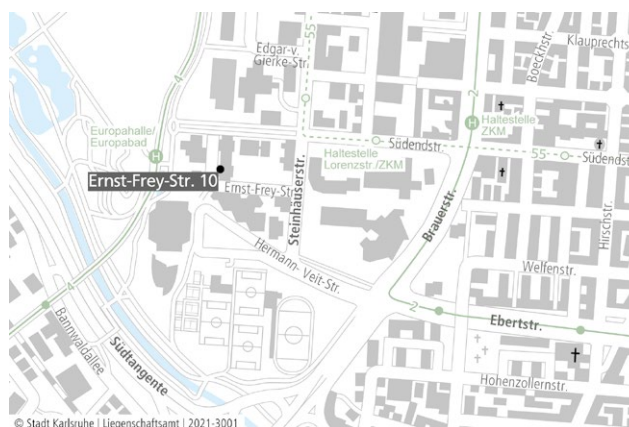 Edgar-v.
Gierke-Str.
55
4
2
Boeckhstr.
Klauprechts
Europahalle/
Europabad
H
H
Haltestelle
ZKM
Südendstr.
Haltestelle
Lorenzstr./ZKM
55
Südendstr
Ernst-Frey-Str. 10
Ernst-Frey-Str
Steinhäuserstr.
Brauerstr.
Hirschstr.
Hermann- Veit-Str.
Welfenstr.
4
2
Ebertstr.
Bannwaldallee
Südtangente
Hohenzollernstr.
© Stadt Karlsruhe | Liegenschaftsamt | 2021-3001